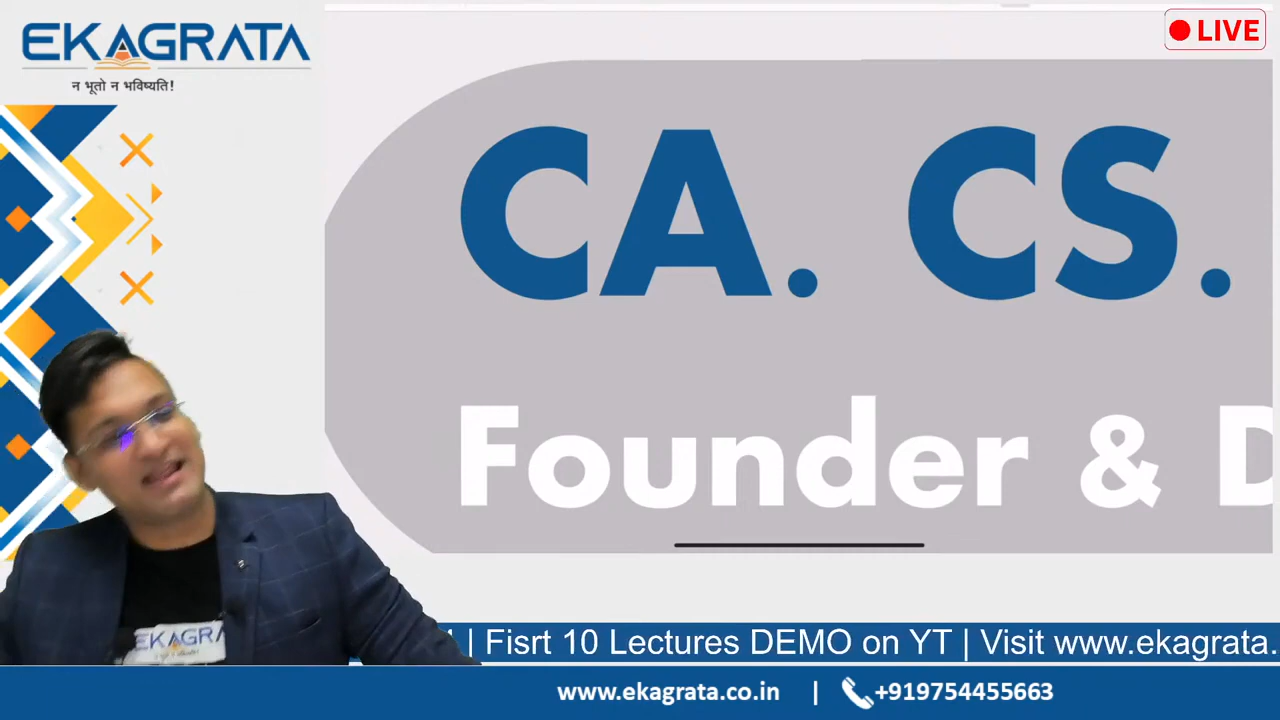 EKAGRATA
न भूतो न भविष्यति!
LIVE
CA. CS.
Founder & D
EKAGRA
| Fisrt 10 Lectures DEMO on YT | Visit www.ekagrata.
www.ekagrata.co.in | +919754455663